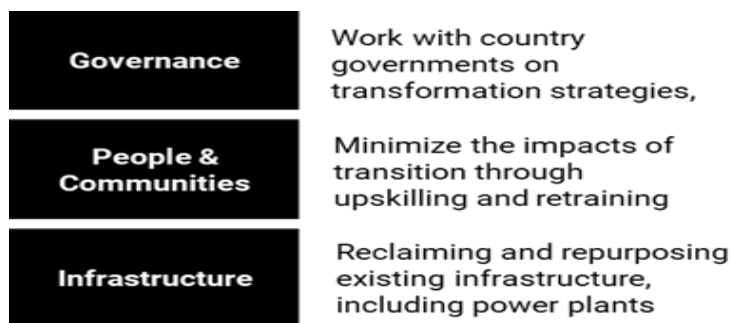 Governance
Work with country
governments on
transformation strategies,
People &
Communities
Minimize the impacts of
transition through
upskilling and retraining
Infrastructure
Reclaiming and repurposing
existing infrastructure,
including power plants